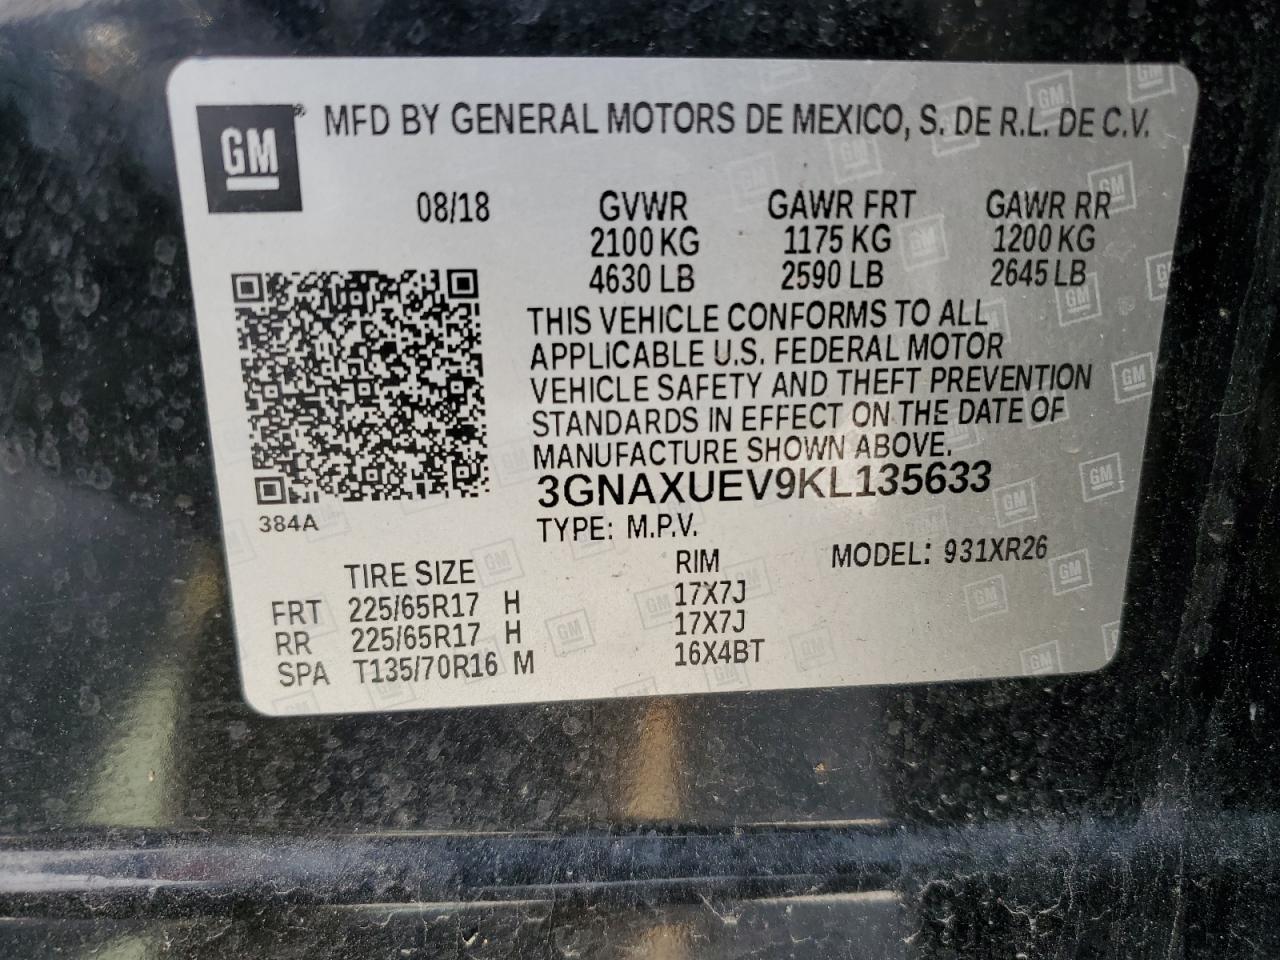 GM® MFD BY GENERAL MOTORS DE MEXICO, S. DE R.L. DE C.V.
08/18 GVWR GAWR FRT GAWR RR
2100 KG 1175 KG 1200 KG
4630 LB 2590 LB 2645 LB
THIS VEHICLE CONFORMS TO ALL
APPLICABLE U.S. FEDERAL MOTOR
VEHICLE SAFETY AND THEFT PREVENTION
STANDARDS IN EFFECT ON THE DATE OF
MANUFACTURE SHOWN ABOVE.
3GNAXUEV9KL135633
384A
TYPE: M.P.V.
TIRE SIZE RIM MODEL: 931XR26
FRT 225/65R17 H 17X7J
RR 225/65R17 H 17X7J
SPA T135/70R16 M 16X4BT